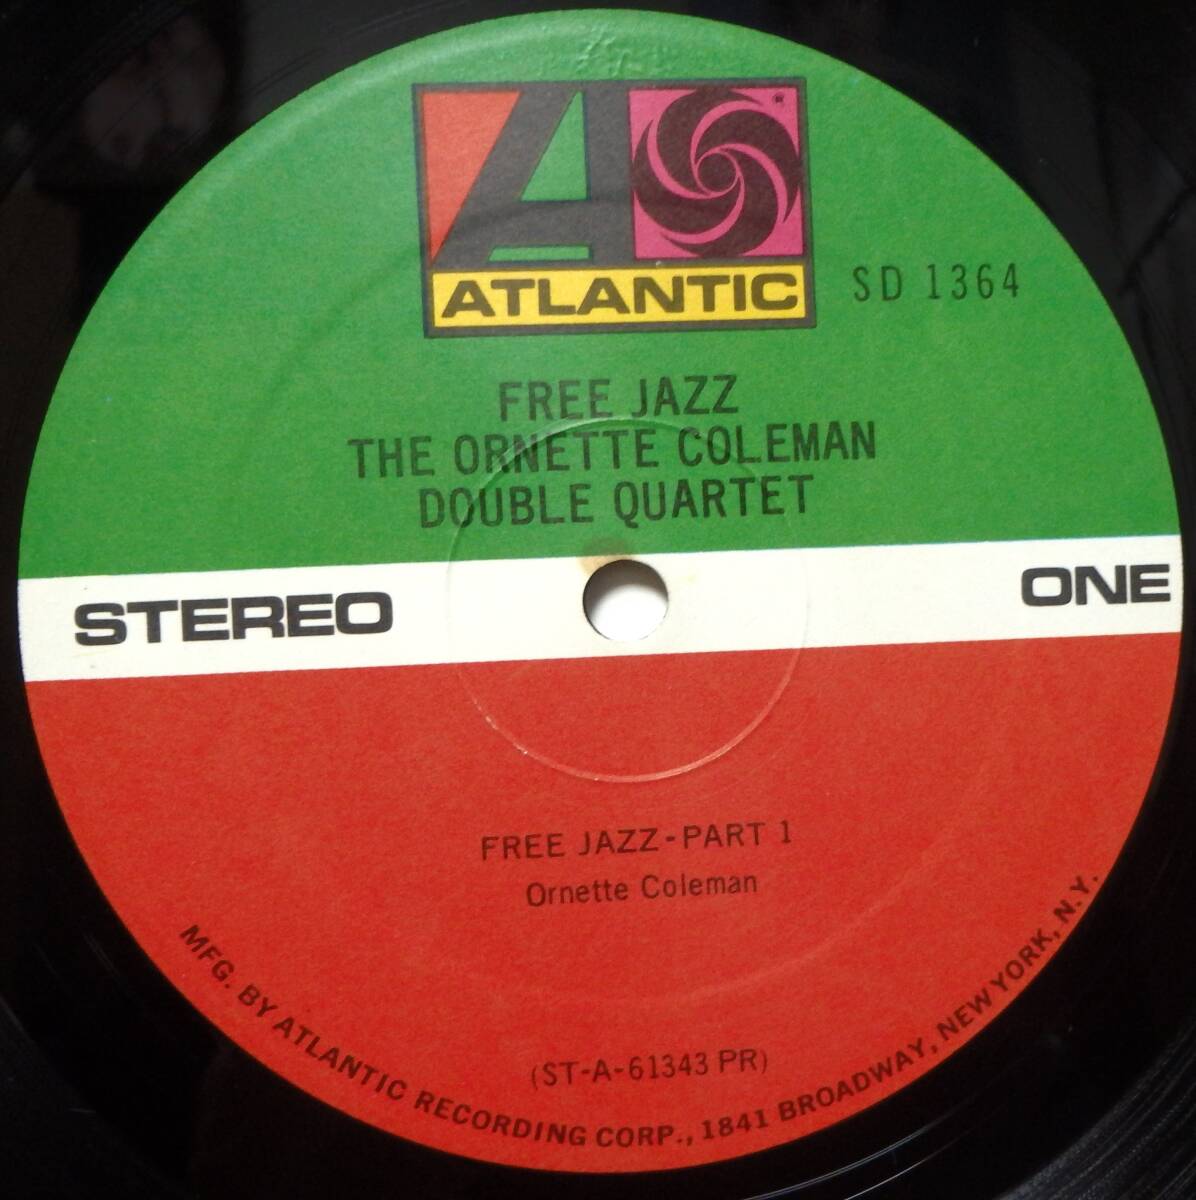 ATLANTIC
®
SD 1364
FREE JAZZ
THE ORNETTE COLEMAN
DOUBLE QUARTET
STEREO
ONE
FREE JAZZ-PART 1
Ornette Coleman
(ST-A-61343 PR)
MFG. BY ATLANTIC RECORDING CORP., 1841 BROADWAY, NEW YORK, N.Y.